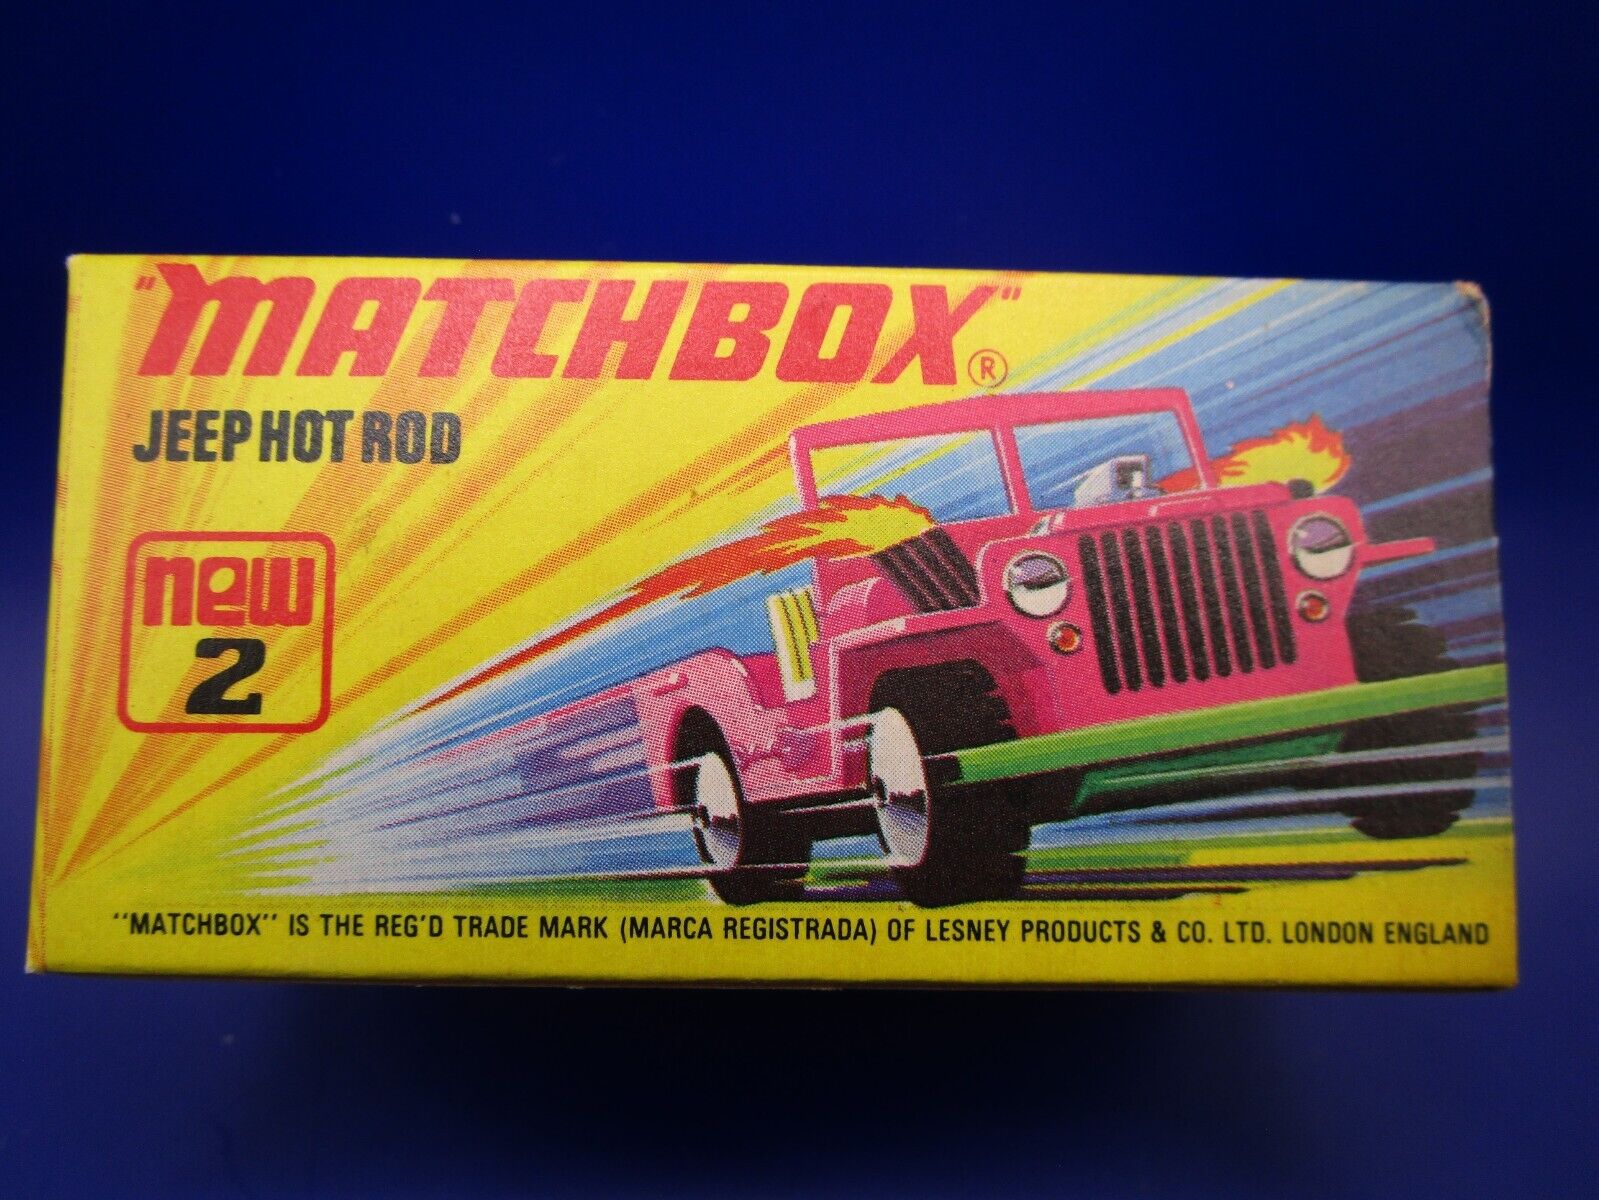 "MATCHBOX"®
JEEP HOT ROD
new
2
"MATCHBOX" IS THE REG'D TRADE MARK (MARCA REGISTRADA) OF LESNEY PRODUCTS & CO. LTD. LONDON ENGLAND